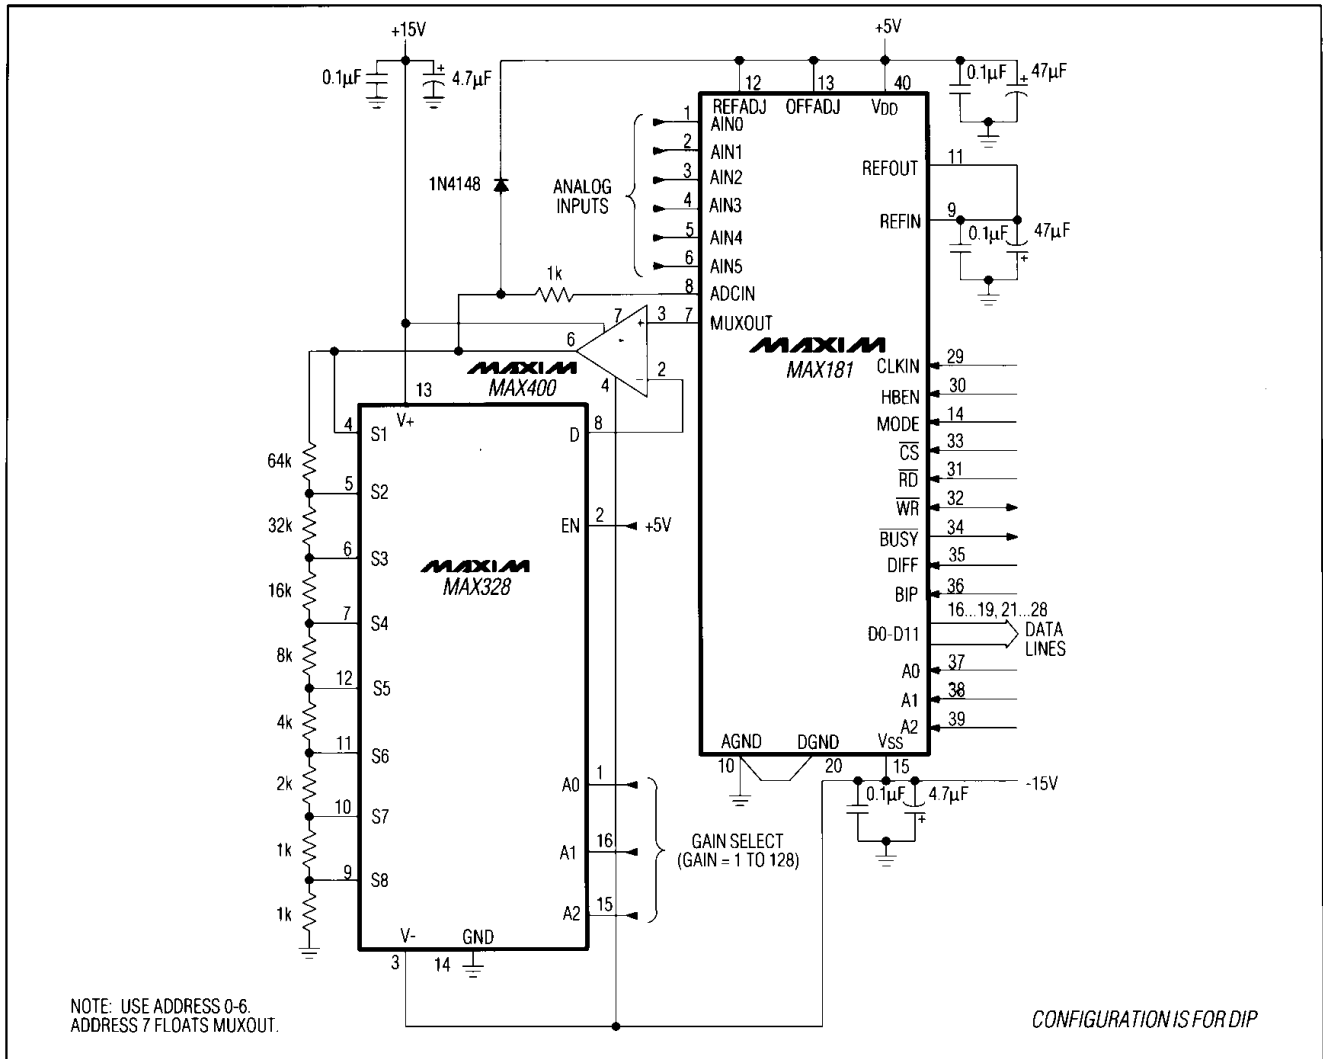 +15V
+5V
0.1µF
4.7µF
0.1µF
47µF
12
13
40
REFADJ
OFFADJ
VDD
1
AIN0
2
AIN1
3
AIN2
4
AIN3
5
AIN4
6
AIN5
ANALOG
INPUTS
1N4148
11
REFOUT
9
REFIN
0.1µF
47µF
1k
8
ADCIN
7
MUXOUT
7
3
+
6
2
-
4
MAXIM
MAX400
MAXIM
MAX181
CLKIN
29
HBEN
30
MODE
14
CS
33
RD
31
WR
32
BUSY
34
DIFF
35
BIP
36
D0-D11
16...19, 21...28
DATA
LINES
A0
37
A1
38
A2
39
AGND
DGND
VSS
10
20
15
-15V
0.1µF
4.7µF
13
V+
4
S1
D
8
64k
5
S2
32k
6
S3
EN
2
+5V
MAXIM
MAX328
16k
7
S4
8k
12
S5
4k
11
S6
2k
10
S7
1k
9
S8
1k
A0
1
A1
16
A2
15
GAIN SELECT
(GAIN = 1 TO 128)
V-
GND
3
14
NOTE: USE ADDRESS 0-6.
ADDRESS 7 FLOATS MUXOUT.
CONFIGURATION IS FOR DIP